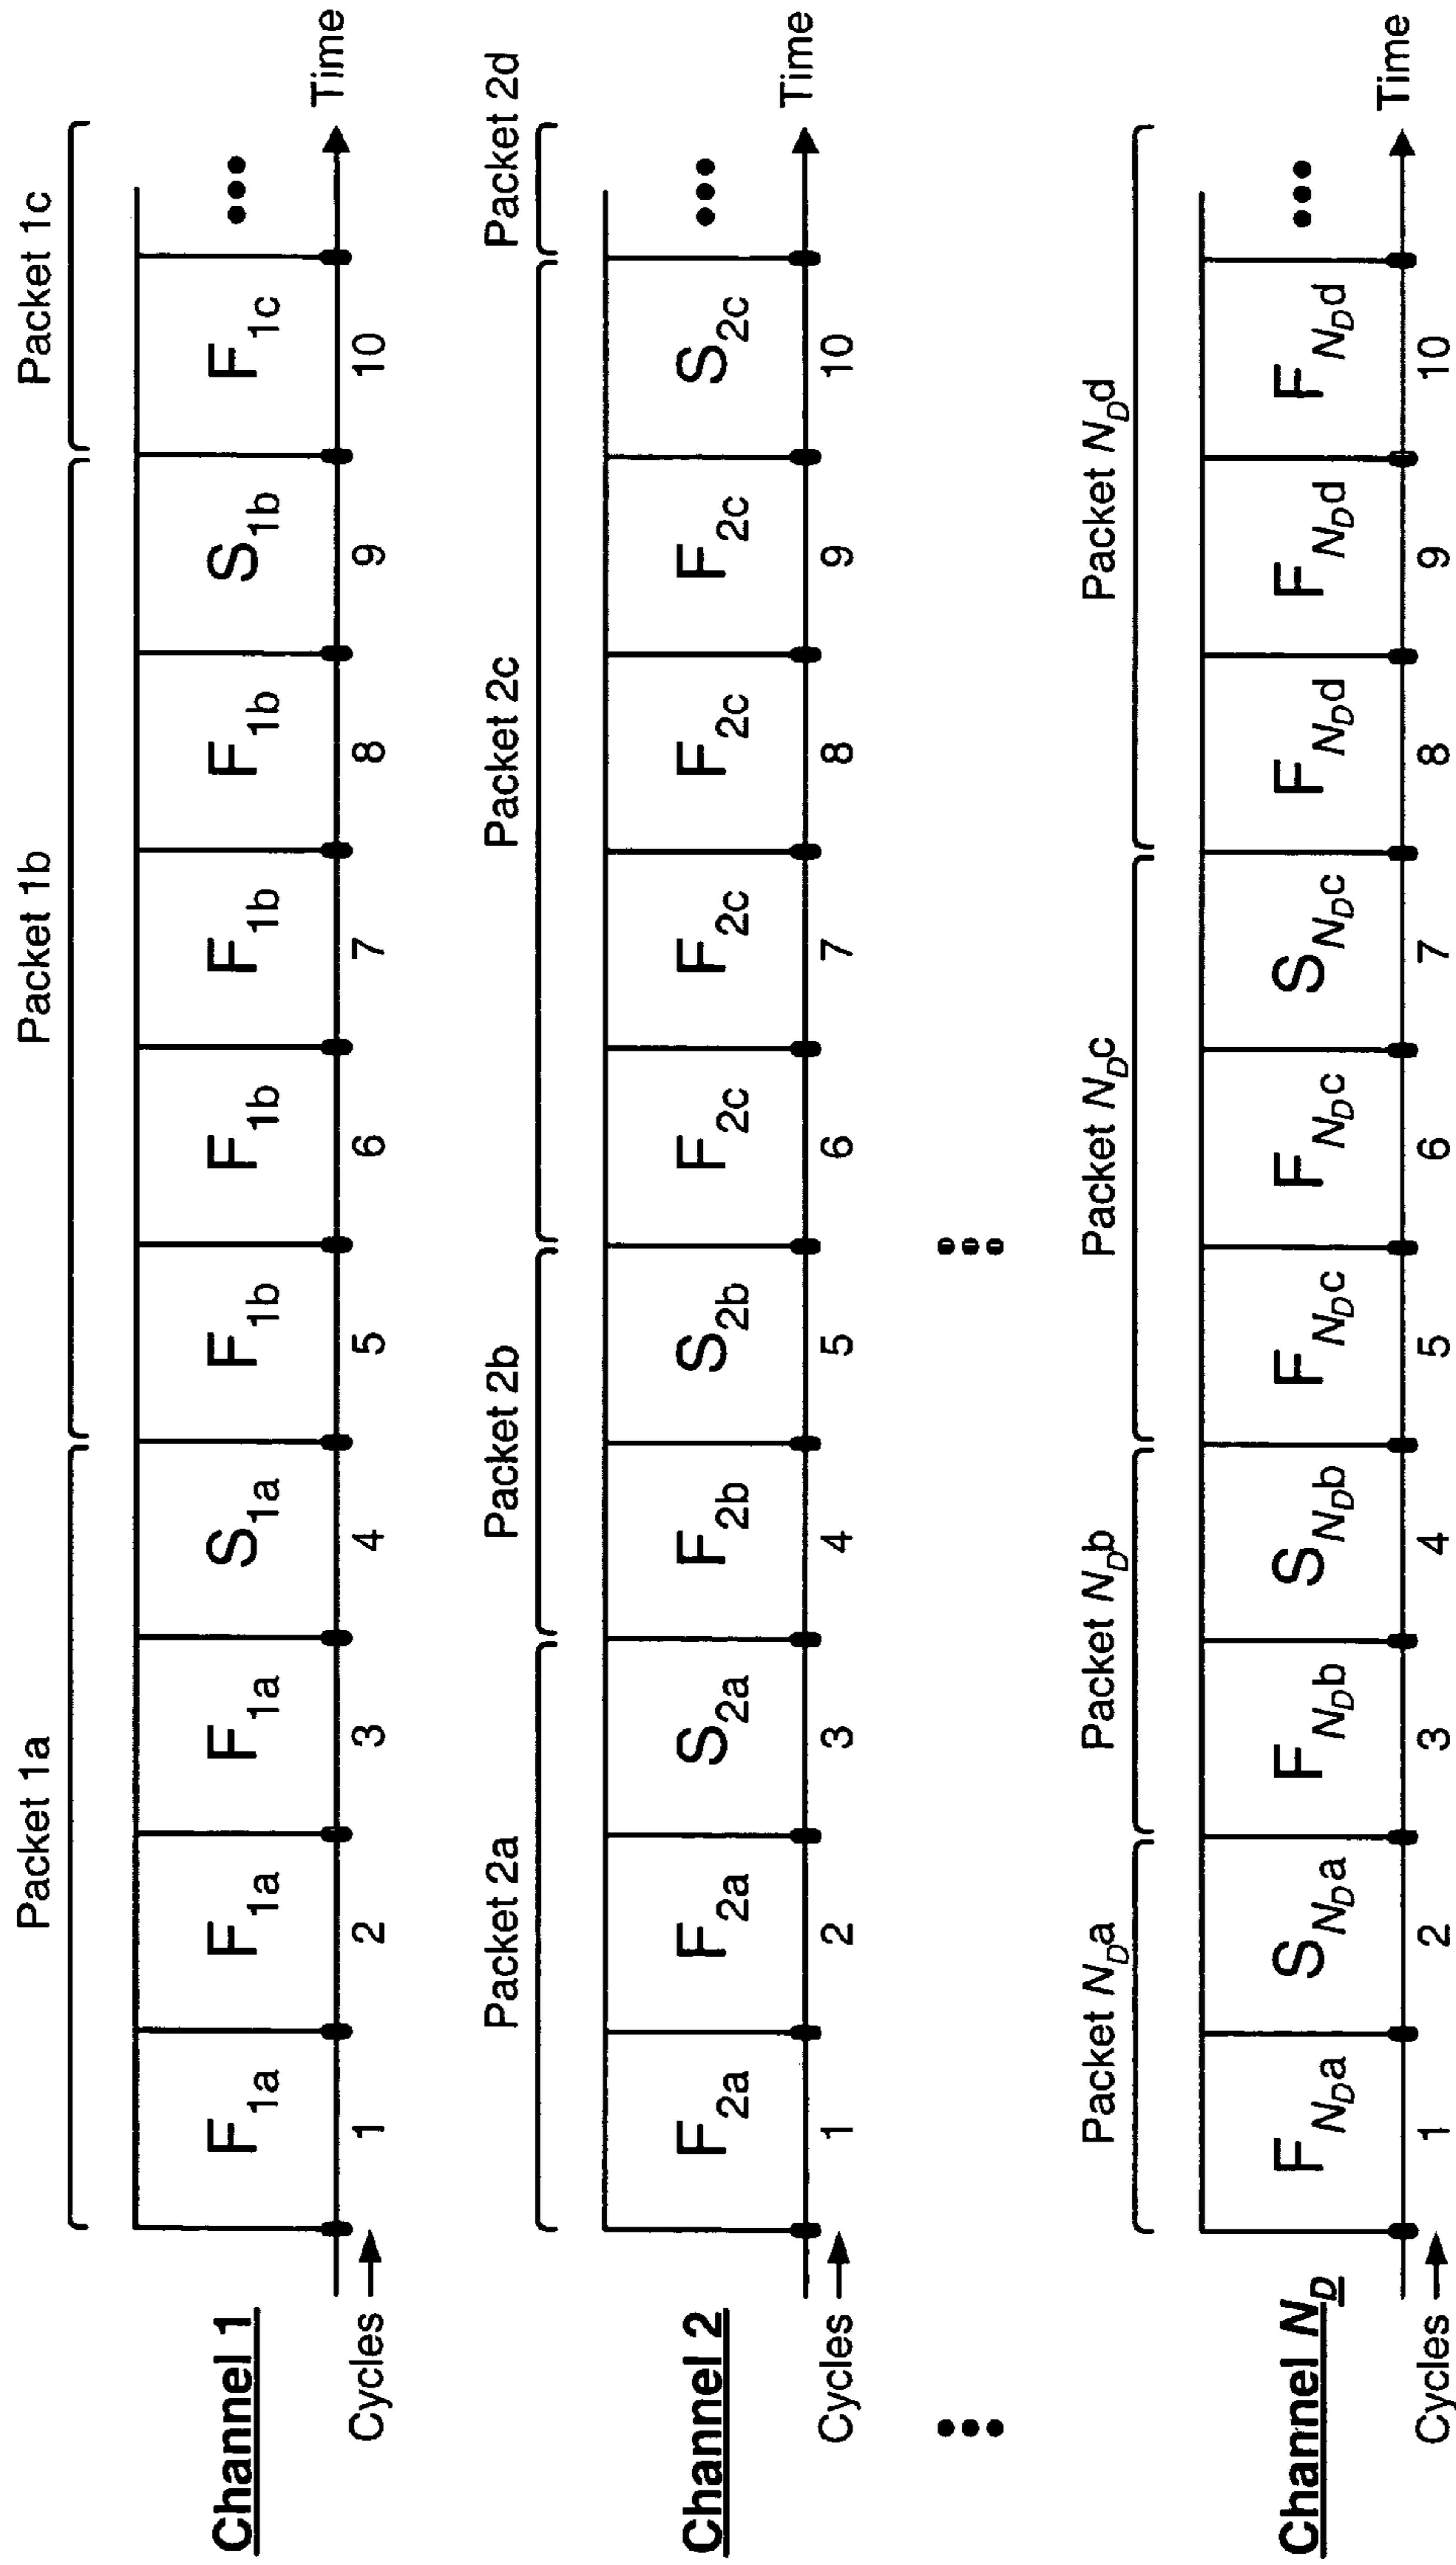 Packet 1a Packet 1b Packet 1c
Channel 1 F1a F1a F1a S1a F1b F1b F1b F1b S1b F1c •••
Time
Cycles → 1 2 3 4 5 6 7 8 9 10
Packet 2a Packet 2b Packet 2c Packet 2d
Channel 2 F2a F2a S2a F2b S2b F2c F2c F2c F2c S2c •••
Time
Cycles → 1 2 3 4 5 6 7 8 9 10
Packet NDa Packet NDb Packet NDc Packet NDd
Channel ND FNDa SNDa FNDb SNDb FNDc FNDc SNDc FNDd FNDd FNDd •••
Time
Cycles → 1 2 3 4 5 6 7 8 9 10